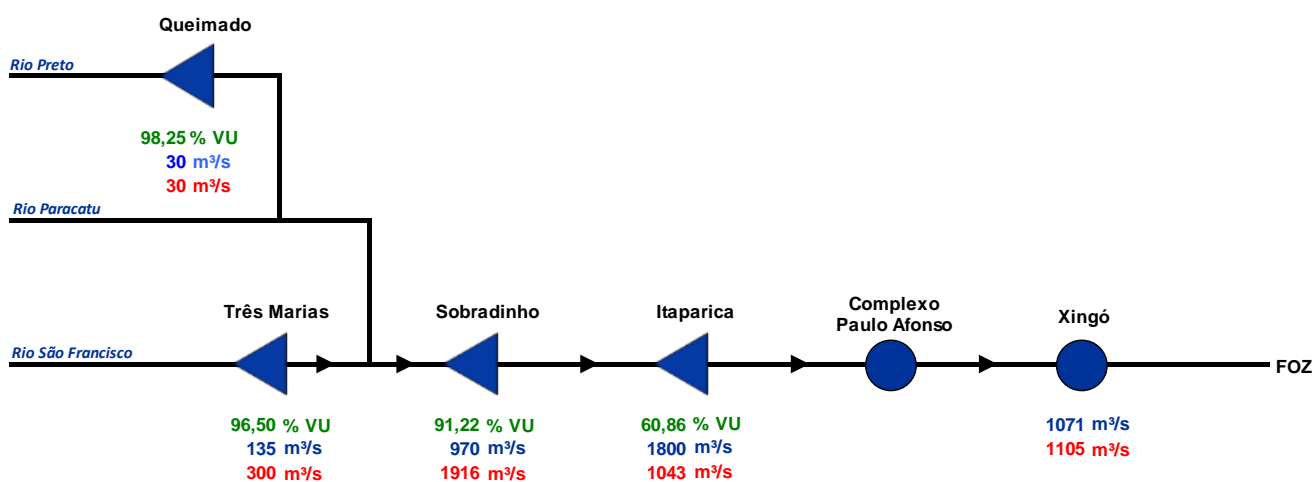 Queimado
Rio Preto
98,25 % VU
30 m³/s
30 m³/s
Rio Paracatu
Três Marias
Sobradinho
Itaparica
Complexo
Paulo Afonso
Xingó
Rio São Francisco
FOZ
96,50 % VU
135 m³/s
300 m³/s
91,22 % VU
970 m³/s
1916 m³/s
60,86 % VU
1800 m³/s
1043 m³/s
1071 m³/s
1105 m³/s